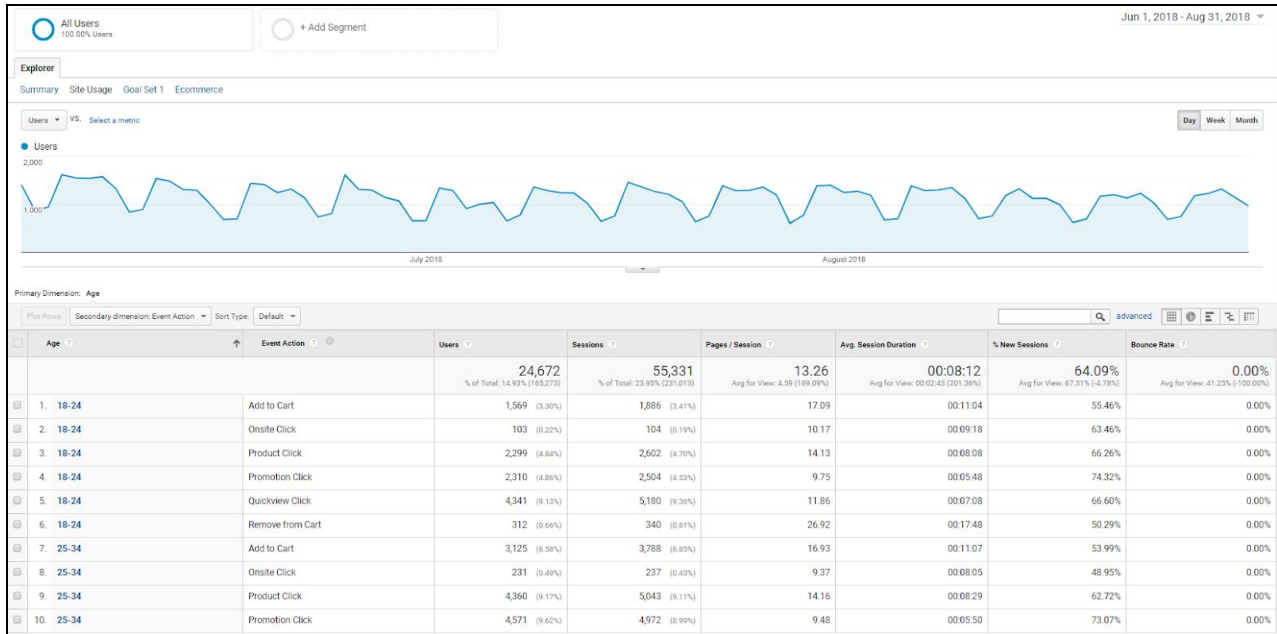 All Users
100.00% Users
+ Add Segment
Jun 1, 2018 - Aug 31, 2018
Explorer
Summary Site Usage Goal Set 1 Ecommerce
Users VS. Select a metric
Day Week Month
Users
2,000
1,000
July 2018 August 2018
Primary Dimension: Age
Plot Rows Secondary dimension: Event Action Sort Type: Default advanced
Age Event Action Users Sessions Pages / Session Avg. Session Duration % New Sessions Bounce Rate
24,672 55,331 13.26 00:08:12 64.09% 0.00%
% of Total: 14.93% (165,273) % of Total: 23.95% (231,013) Avg for View: 4.59 (189.09%) Avg for View: 00:02:43 (201.36%) Avg for View: 67.31% (-4.78%) Avg for View: 41.25% (-100.00%)
1. 18-24 Add to Cart 1,569 (3.30%) 1,886 (3.41%) 17.09 00:11:04 55.46% 0.00%
2. 18-24 Onsite Click 103 (0.22%) 104 (0.19%) 10.17 00:09:18 63.46% 0.00%
3. 18-24 Product Click 2,299 (4.84%) 2,602 (4.70%) 14.13 00:08:08 66.26% 0.00%
4. 18-24 Promotion Click 2,310 (4.86%) 2,504 (4.53%) 9.75 00:05:48 74.32% 0.00%
5. 18-24 Quickview Click 4,341 (9.13%) 5,180 (9.36%) 11.86 00:07:08 66.60% 0.00%
6. 18-24 Remove from Cart 312 (0.66%) 340 (0.61%) 26.92 00:17:48 50.29% 0.00%
7. 25-34 Add to Cart 3,125 (6.58%) 3,788 (6.85%) 16.93 00:11:07 53.99% 0.00%
8. 25-34 Onsite Click 231 (0.49%) 237 (0.43%) 9.37 00:08:05 48.95% 0.00%
9. 25-34 Product Click 4,360 (9.17%) 5,043 (9.11%) 14.16 00:08:29 62.72% 0.00%
10. 25-34 Promotion Click 4,571 (9.62%) 4,972 (8.99%) 9.48 00:05:50 73.07% 0.00%